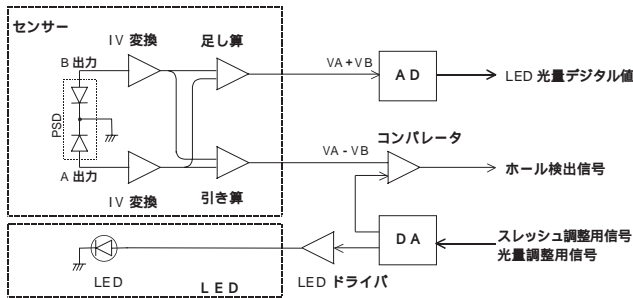 センサー
IV 変換
足し算
B 出力
VA+VB
AD
LED 光量デジタル値
PSD
コンパレータ
VA - VB
ホール検出信号
A 出力
IV 変換
引き算
DA
スレッシュ調整用信号
光量調整用信号
LED
LED
LED ドライバ